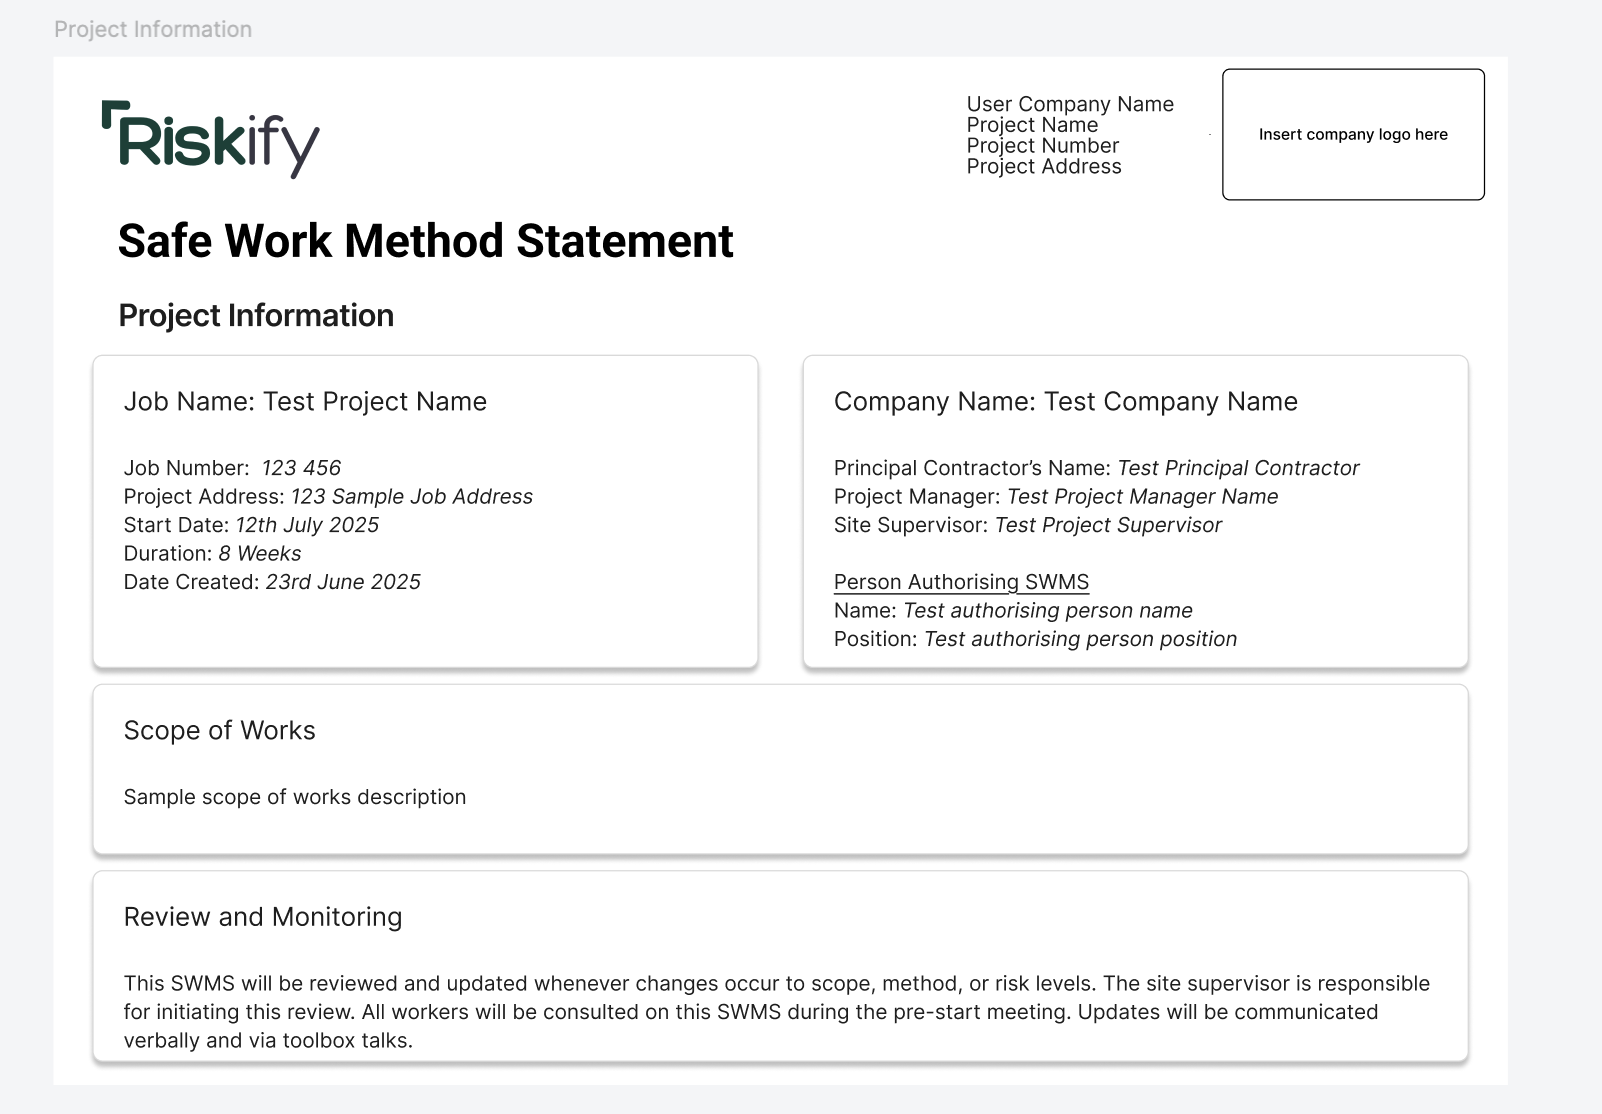 Project Information
Riskify
User Company Name
Project Name
Project Number
Project Address
Insert company logo here
Safe Work Method Statement
Project Information
Job Name: Test Project Name
Job Number: 123 456
Project Address: 123 Sample Job Address
Start Date: 12th July 2025
Duration: 8 Weeks
Date Created: 23rd June 2025
Company Name: Test Company Name
Principal Contractor’s Name: Test Principal Contractor
Project Manager: Test Project Manager Name
Site Supervisor: Test Project Supervisor
Person Authorising SWMS
Name: Test authorising person name
Position: Test authorising person position
Scope of Works
Sample scope of works description
Review and Monitoring
This SWMS will be reviewed and updated whenever changes occur to scope, method, or risk levels. The site supervisor is responsible
for initiating this review. All workers will be consulted on this SWMS during the pre-start meeting. Updates will be communicated
verbally and via toolbox talks.